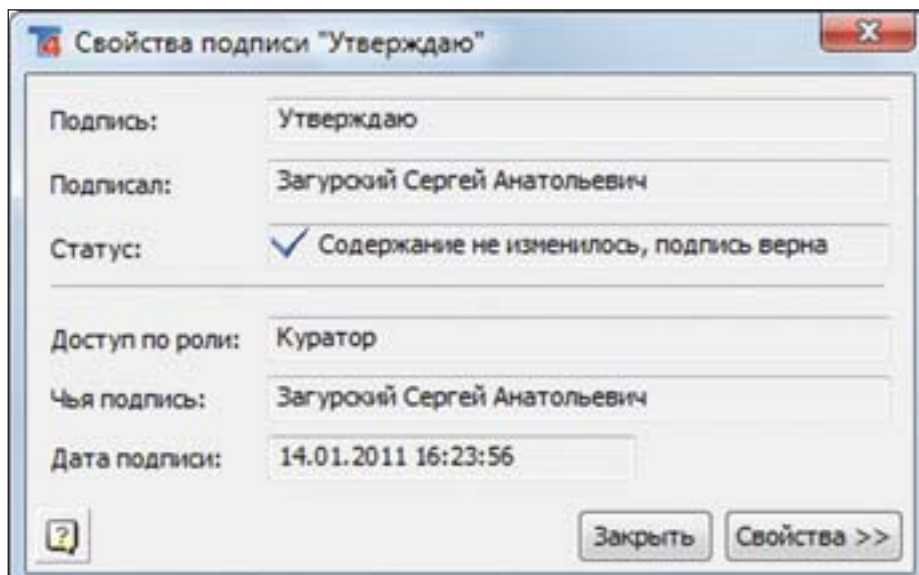 Свойства подписи "Утверждаю"
Подпись: Утверждаю
Подписал: Загурский Сергей Анатольевич
Статус: Содержание не изменилось, подпись верна
Доступ по роли: Куратор
Чья подпись: Загурский Сергей Анатольевич
Дата подписи: 14.01.2011 16:23:56
Закрыть Свойства >>